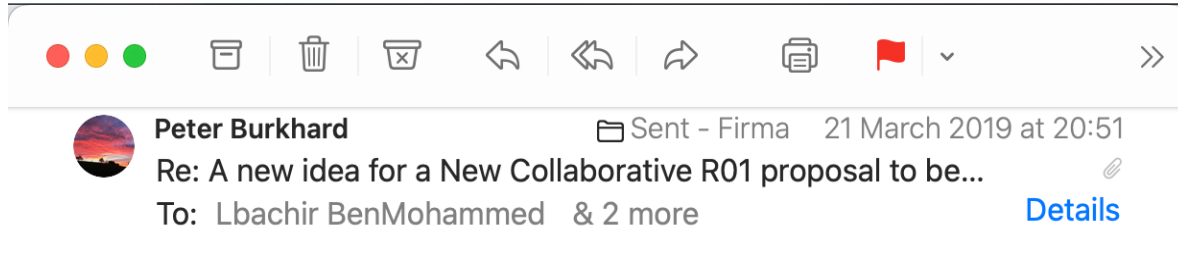 Peter Burkhard Sent - Firma 21 March 2019 at 20:51
Re: A new idea for a New Collaborative R01 proposal to be...
To: Lbachir BenMohammed & 2 more Details